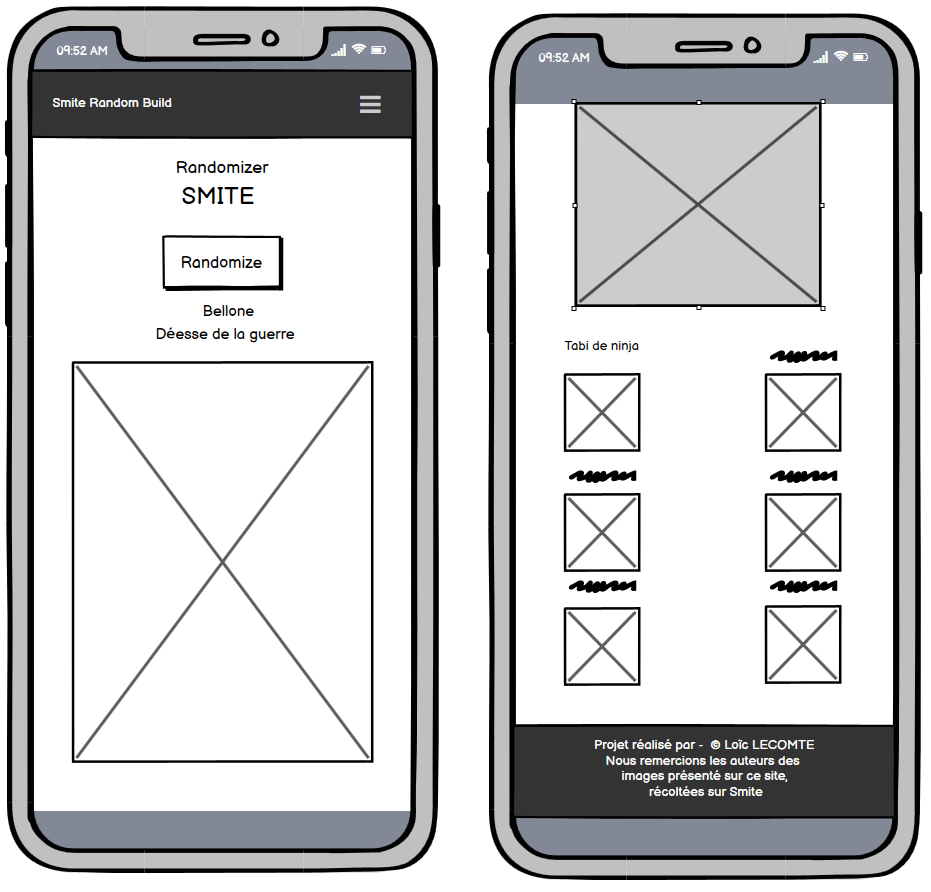 09:52 AM
Smite Random Build
Randomizer
SMITE
Randomize
Bellone
Déesse de la guerre
09:52 AM
Tabi de ninja
Projet réalisé par - © Loïc LECOMTE
Nous remercions les auteurs des
images présenté sur ce site,
récoltées sur Smite